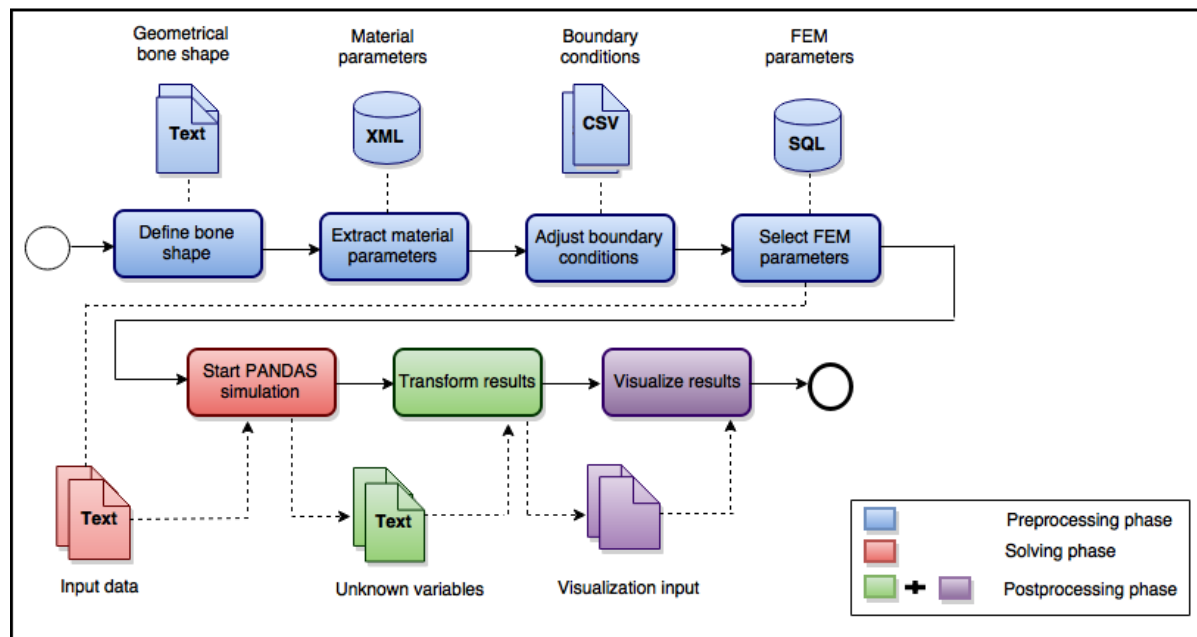 Geometrical
bone shape
Material
parameters
Boundary
conditions
FEM
parameters
Text
XML
CSV
SQL
Define bone
shape
Extract material
parameters
Adjust boundary
conditions
Select FEM
parameters
Start PANDAS
simulation
Transform results
Visualize results
Text
Text
Input data
Unknown variables
Visualization input
Preprocessing phase
Solving phase
Postprocessing phase